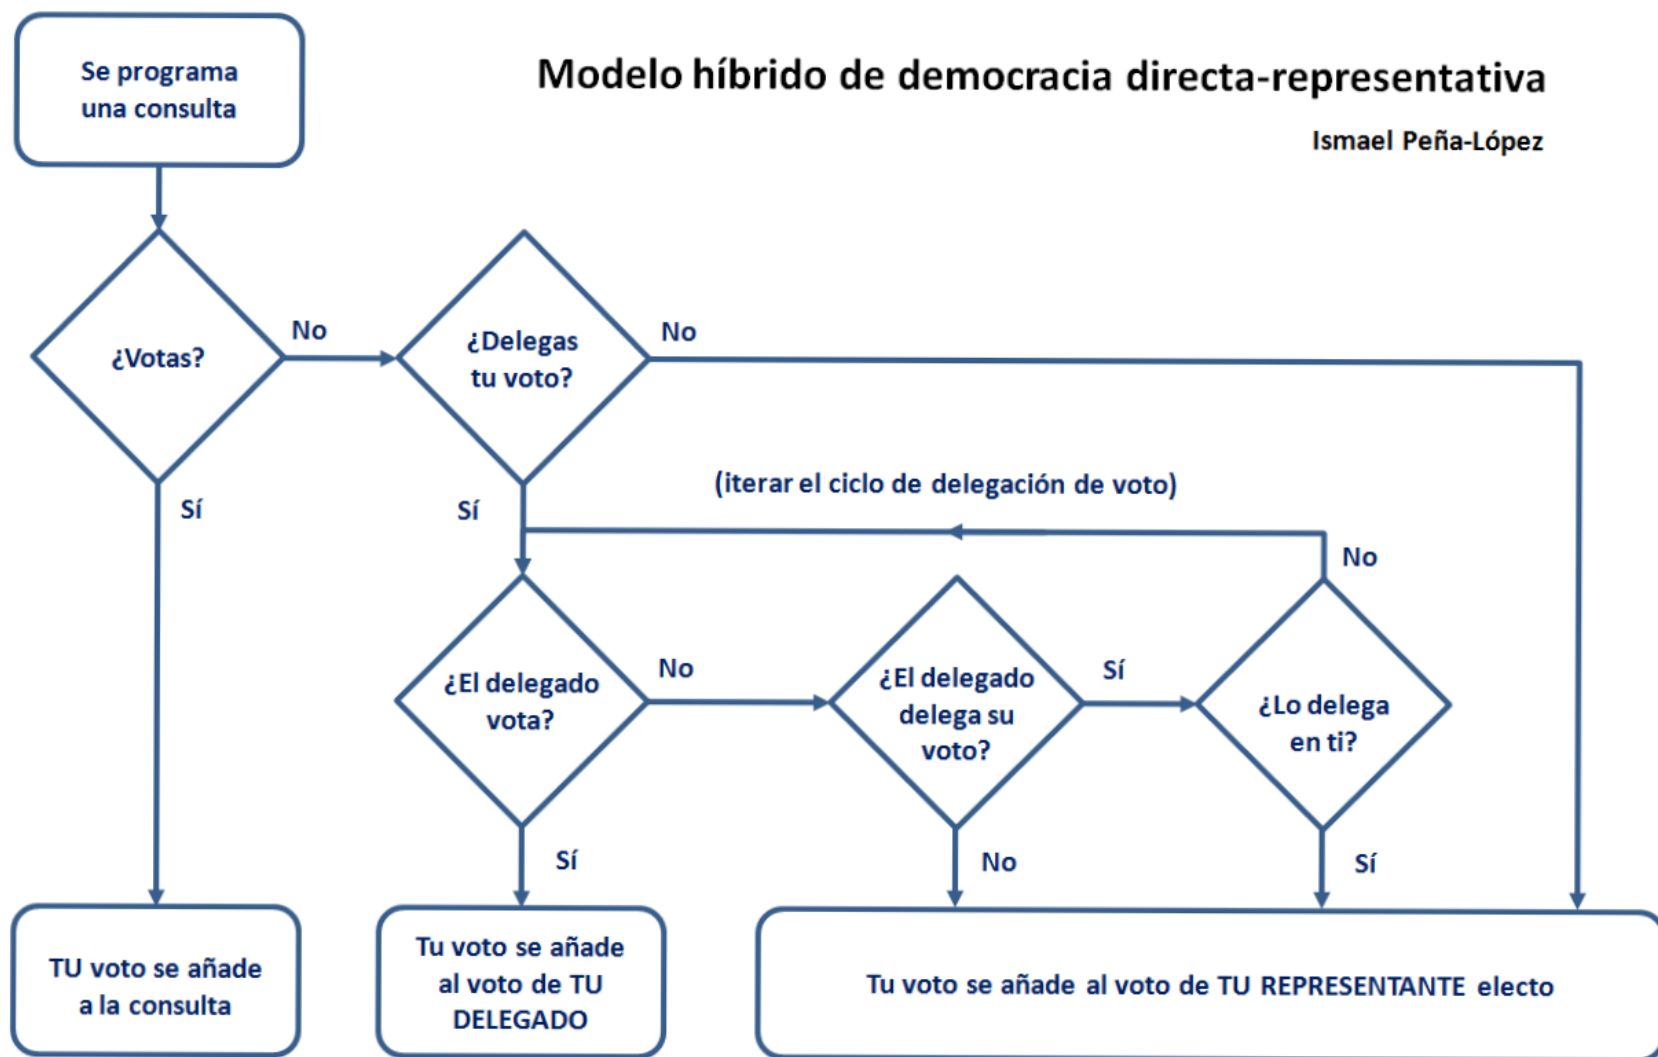 Se programa
una consulta
Modelo híbrido de democracia directa-representativa
Ismael Peña-López
¿Votas?
No
¿Delegas
tu voto?
No
Sí
Sí
(iterar el ciclo de delegación de voto)
No
¿El delegado
vota?
No
¿El delegado
delega su
voto?
Sí
¿Lo delega
en ti?
Sí
No
Sí
TU voto se añade
a la consulta
Tu voto se añade
al voto de TU
DELEGADO
Tu voto se añade al voto de TU REPRESENTANTE electo